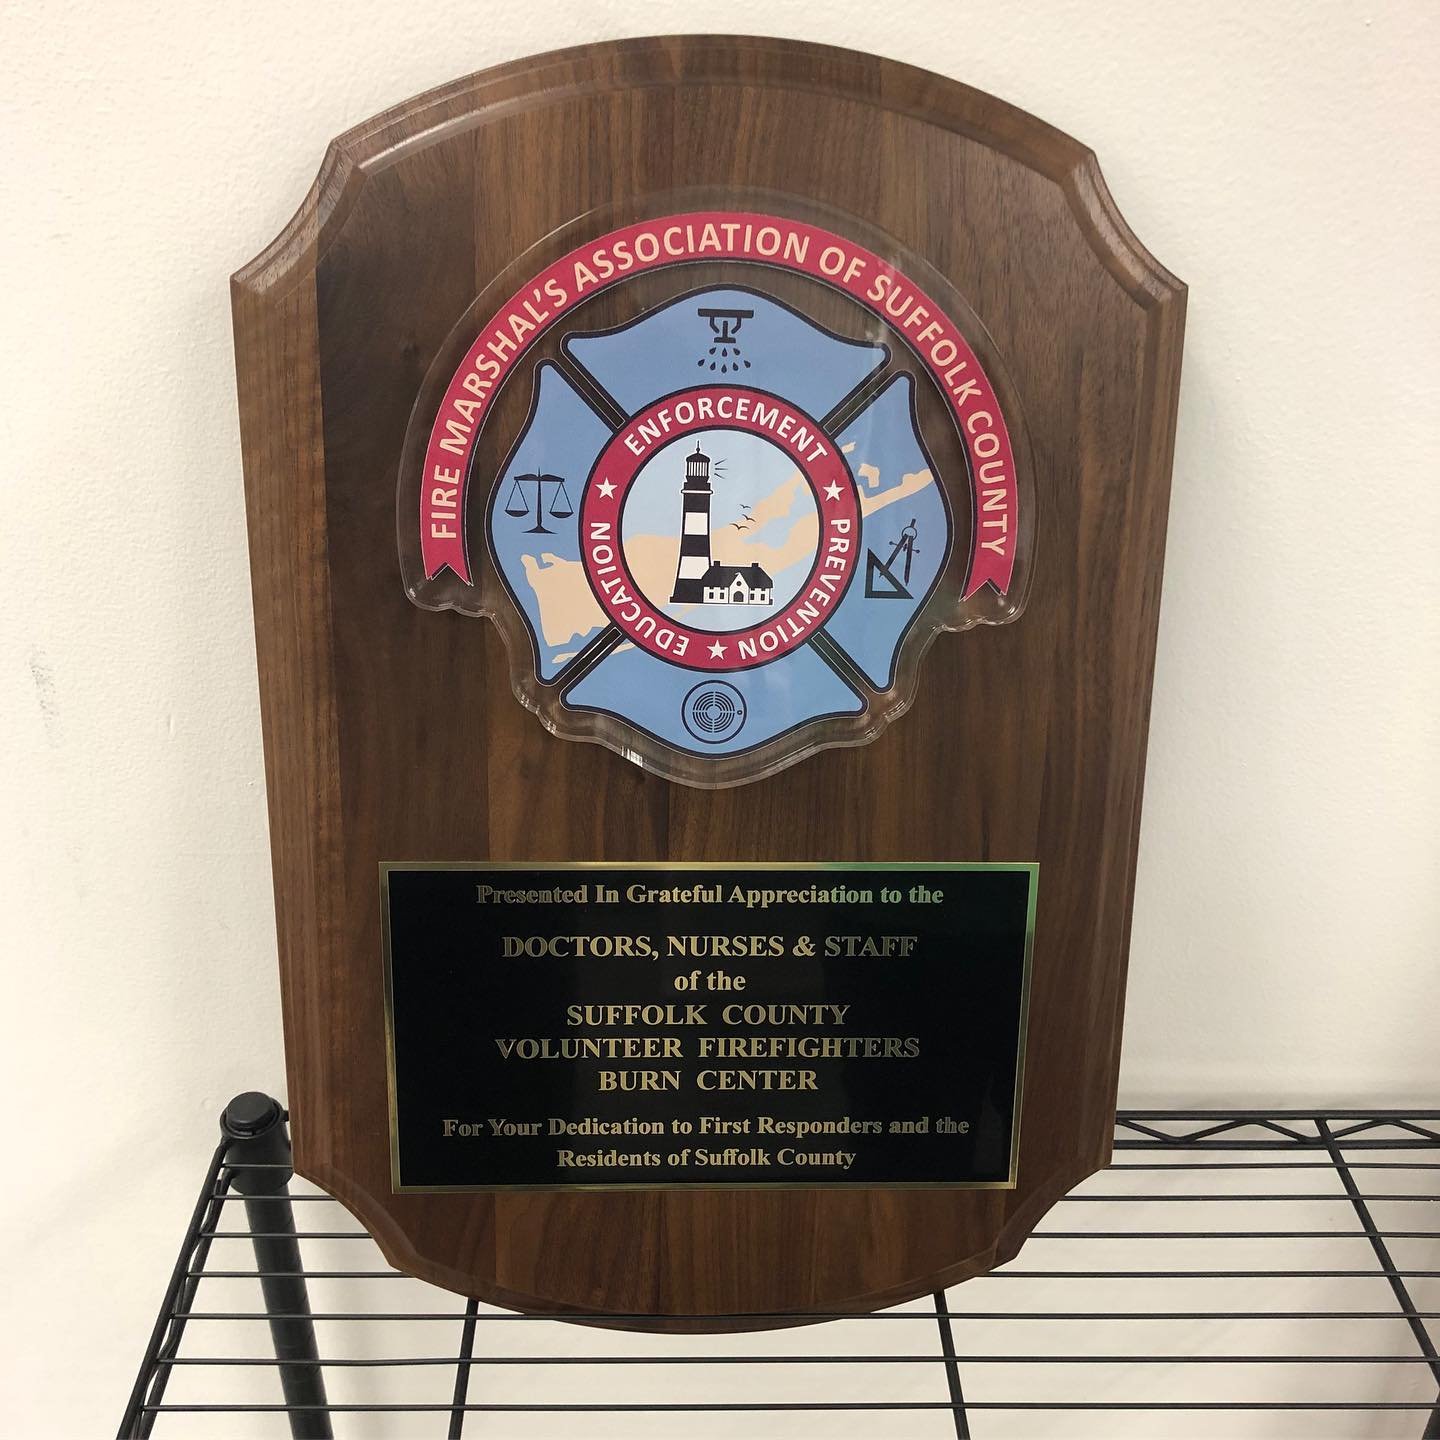 FIRE MARSHAL'S ASSOCIATION OF SUFFOLK COUNTY
ENFORCEMENT ★ PREVENTION ★ EDUCATION ★
Presented In Grateful Appreciation to the
DOCTORS, NURSES & STAFF
of the
SUFFOLK COUNTY
VOLUNTEER FIREFIGHTERS
BURN CENTER
For Your Dedication to First Responders and the
Residents of Suffolk County